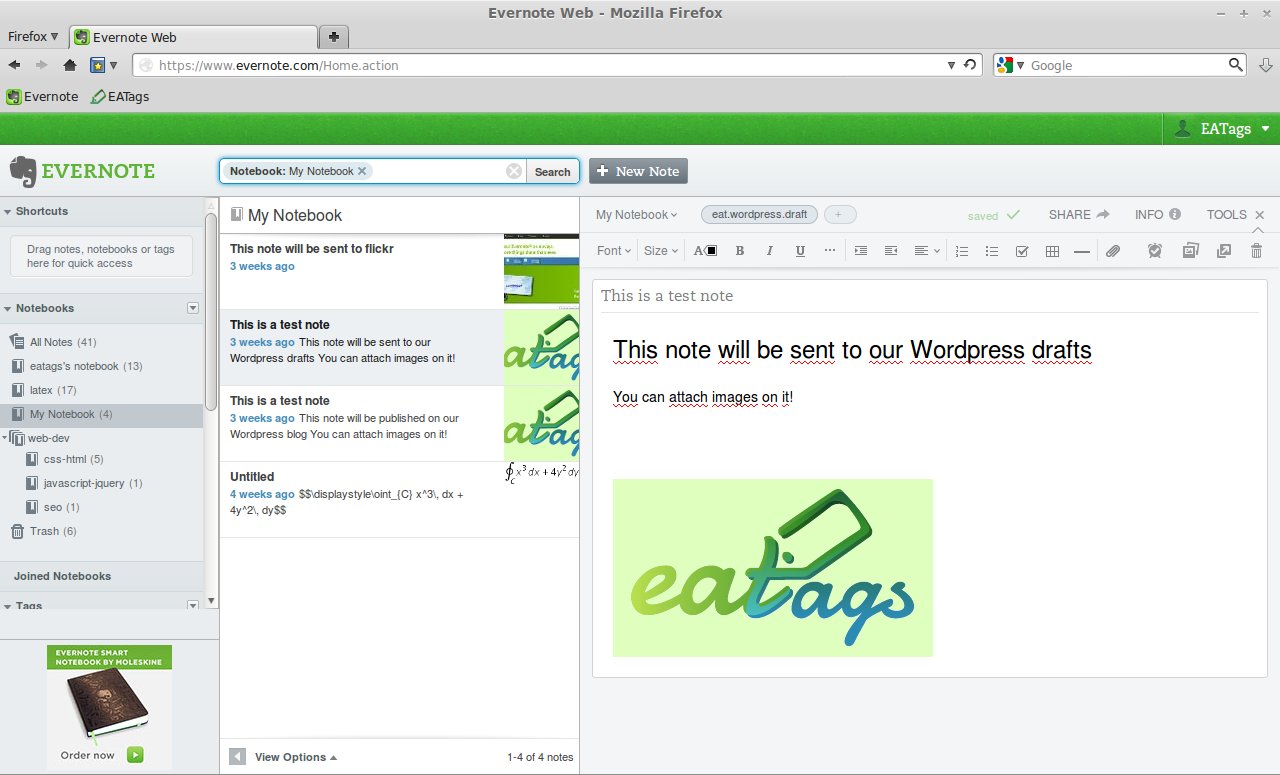 Evernote Web - Mozilla Firefox
Firefox
Evernote Web
https://www.evernote.com/Home.action
Google
Evernote
EATags
EATags
EVERNOTE
Notebook: My Notebook
Search
New Note
Shortcuts
Drag notes, notebooks or tags
here for quick access
Notebooks
All Notes (41)
eatags's notebook (13)
latex (17)
My Notebook (4)
web-dev
css-html (5)
javascript-jquery (1)
seo (1)
Trash (6)
Joined Notebooks
Tags
EVERNOTE SMART
NOTEBOOK BY MOLESKINE
Order now
My Notebook
This note will be sent to flickr
3 weeks ago
This is a test note
3 weeks ago This note will be sent to our
Wordpress drafts You can attach images on it!
eatags
This is a test note
3 weeks ago This note will be published on our
Wordpress blog You can attach images on it!
eatags
Untitled
4 weeks ago $$\displaystyle\oint_{C} x^3\, dx +
4y^2\, dy$$
∮C x³ dx + 4y² dy
View Options
1-4 of 4 notes
My Notebook
eat.wordpress.draft
+
saved
SHARE
INFO
TOOLS
Font
Size
A
B
I
U
...
This is a test note
This note will be sent to our Wordpress drafts
You can attach images on it!
eatags